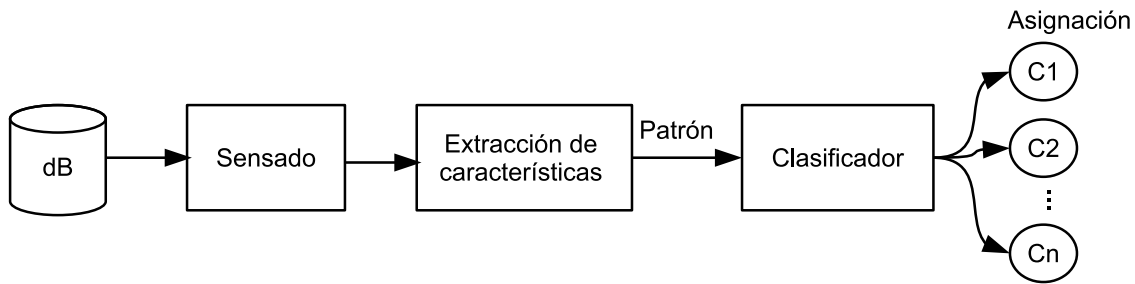 Asignación
dB
Sensado
Extracción de
características
Patrón
Clasificador
C1
C2
Cn